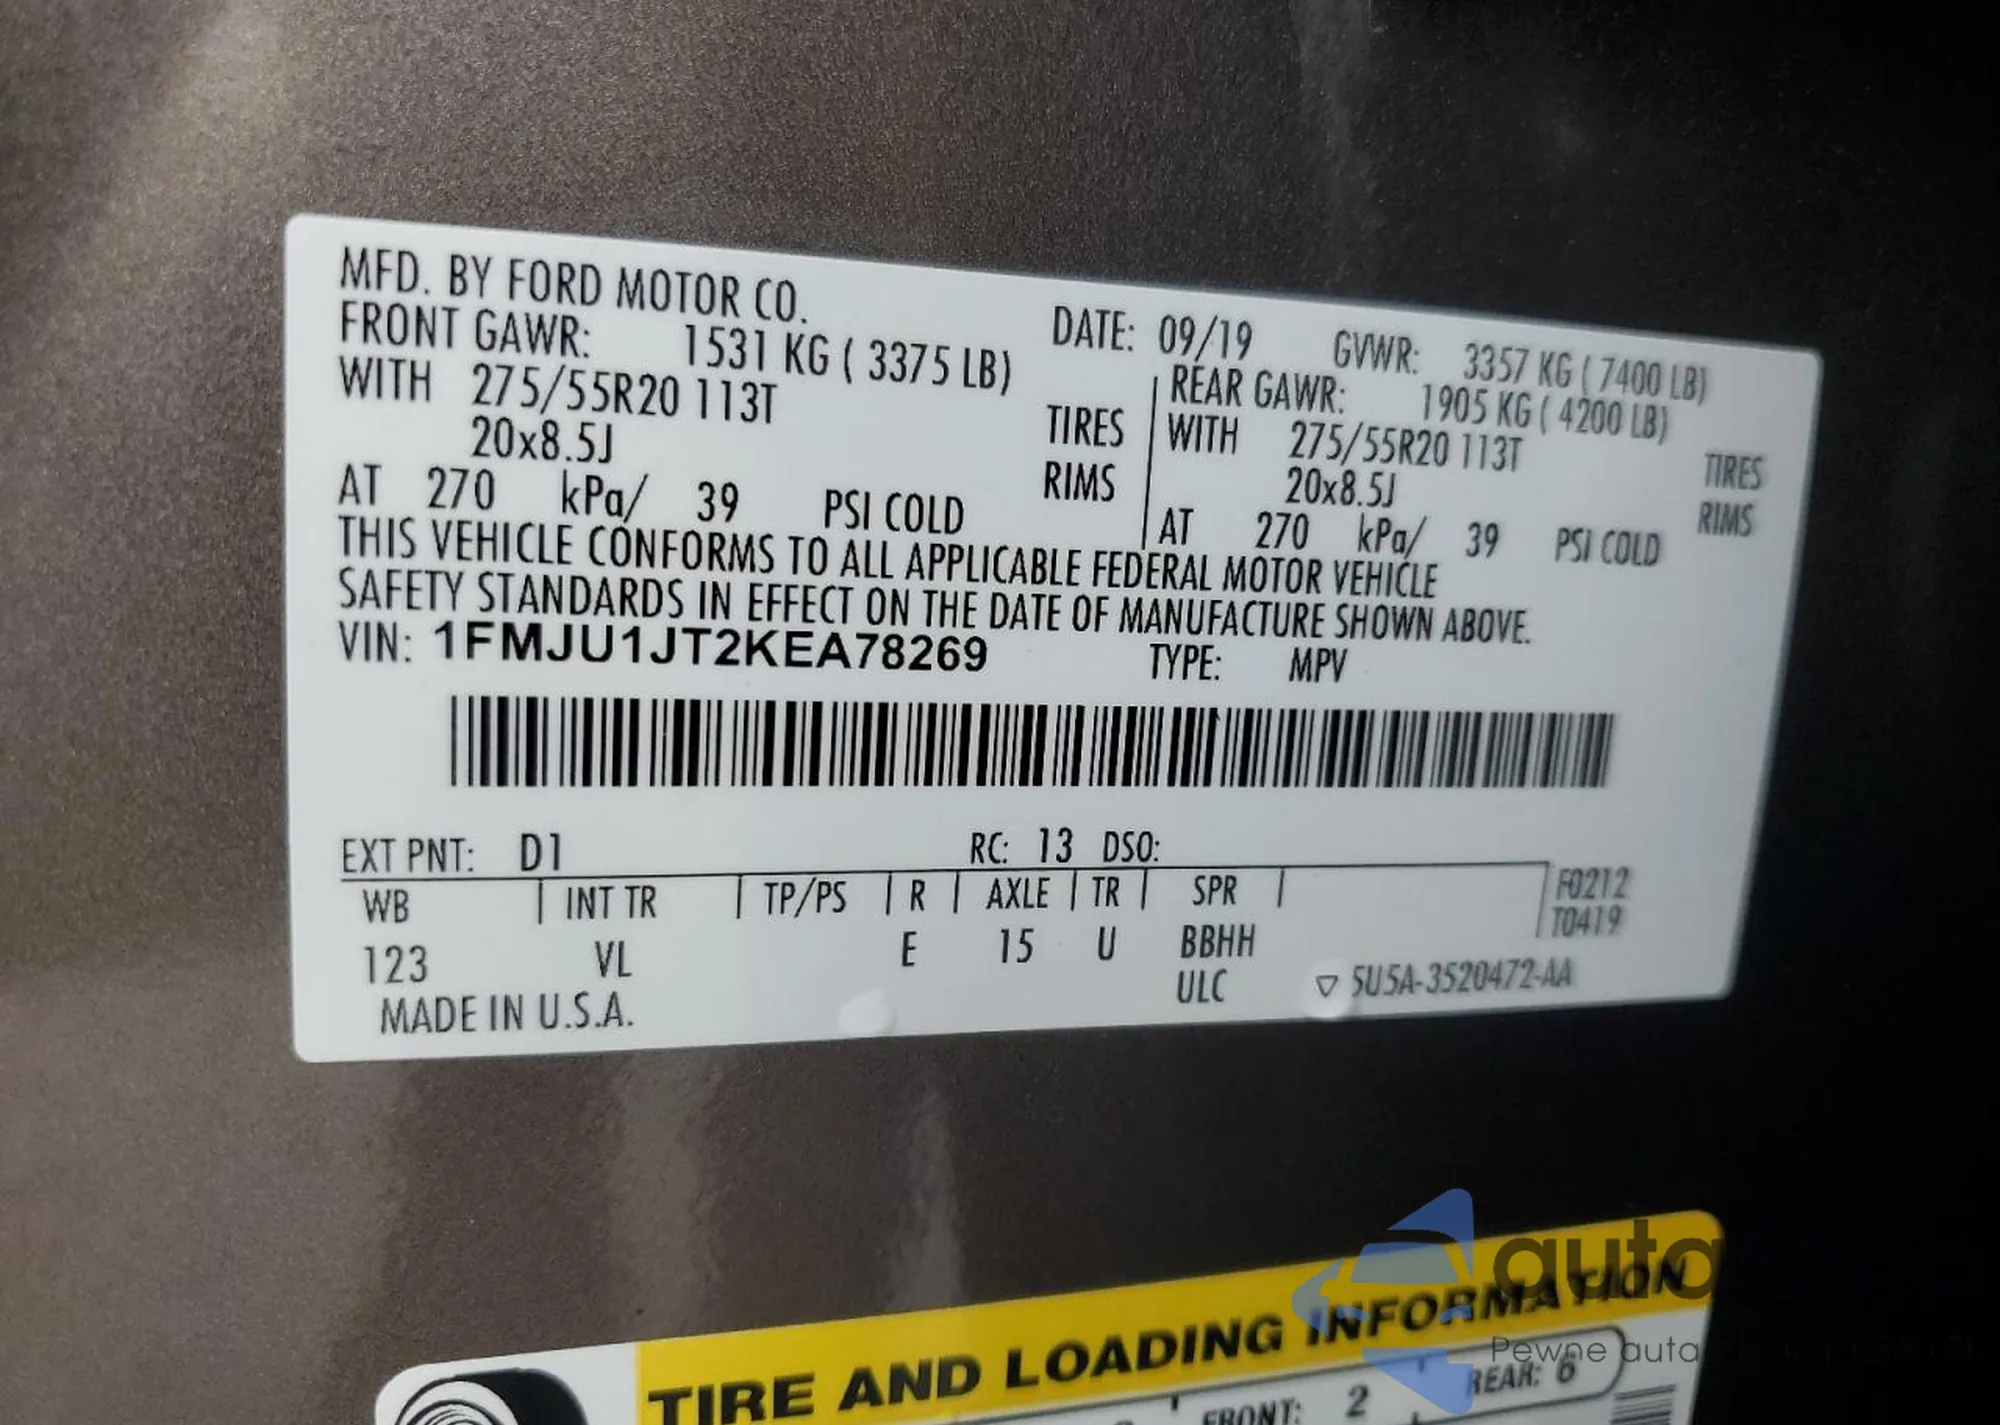 MFD. BY FORD MOTOR CO.
DATE: 09/19 GVWR: 3357 KG ( 7400 LB)
FRONT GAWR: 1531 KG ( 3375 LB)
WITH 275/55R20 113T TIRES
20x8.5J RIMS
AT 270 kPa/ 39 PSI COLD
REAR GAWR: 1905 KG ( 4200 LB)
WITH 275/55R20 113T TIRES
20x8.5J RIMS
AT 270 kPa/ 39 PSI COLD
THIS VEHICLE CONFORMS TO ALL APPLICABLE FEDERAL MOTOR VEHICLE
SAFETY STANDARDS IN EFFECT ON THE DATE OF MANUFACTURE SHOWN ABOVE.
VIN: 1FMJU1JT2KEA78269 TYPE: MPV
EXT PNT: D1 RC: 13 DSO:
WB INT TR TP/PS R AXLE TR SPR F0212
T0419
123 VL E 15 U BBHH
MADE IN U.S.A. ULC 5U5A-3520472-AA
TIRE AND LOADING INFORMATION
FRONT: 2 REAR: 6
auta
Pewne auta